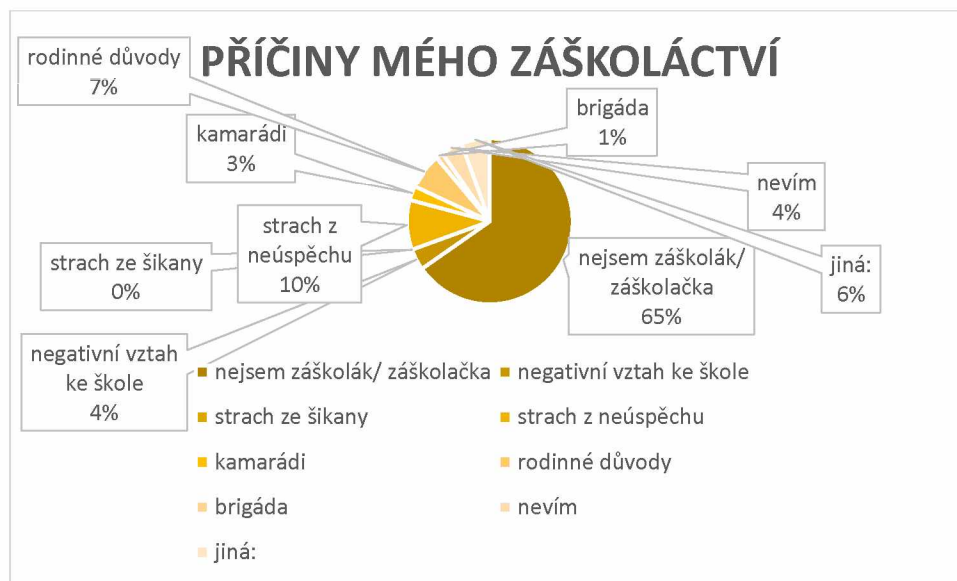 PŘÍČINY MÉHO ZÁŠKOLÁCTVÍ
rodinné důvody
7%
brigáda
1%
kamarádi
3%
nevím
4%
strach z
neúspěchu
10%
strach ze šikany
0%
nejsem záškolák/
záškolačka
65%
jiná:
6%
negativní vztah
ke škole
4%
nejsem záškolák/ záškolačka
negativní vztah ke škole
strach ze šikany
strach z neúspěchu
kamarádi
rodinné důvody
brigáda
nevím
jiná: